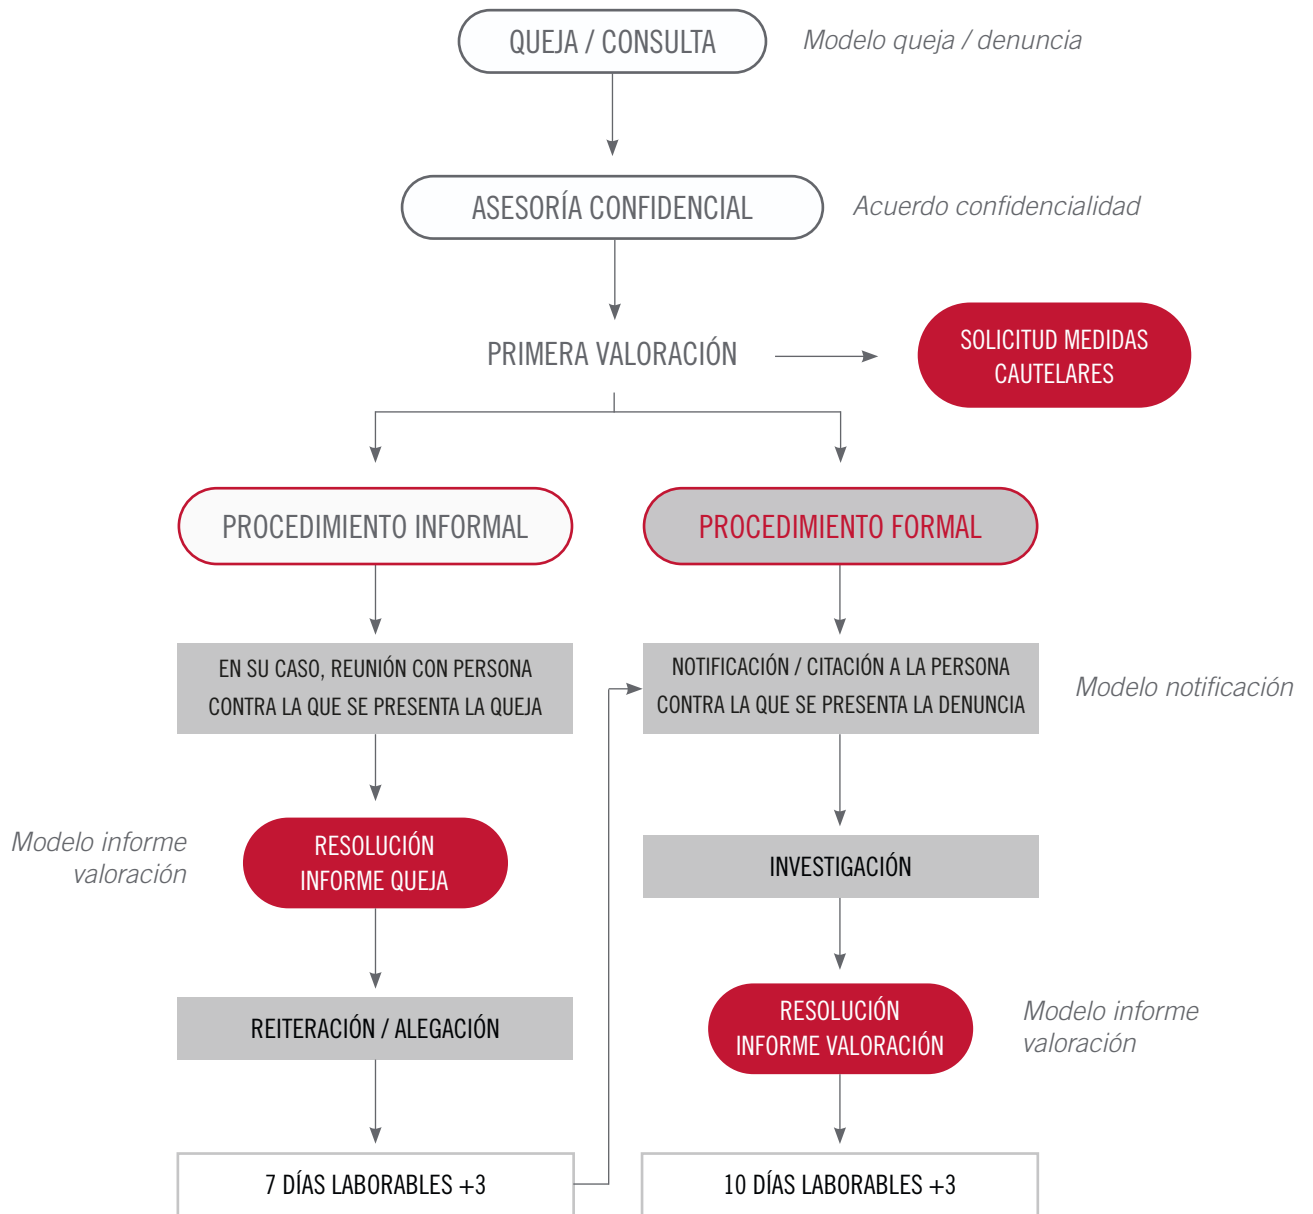 QUEJA / CONSULTA
Modelo queja / denuncia
ASESORÍA CONFIDENCIAL
Acuerdo confidencialidad
PRIMERA VALORACIÓN
SOLICITUD MEDIDAS
CAUTELARES
PROCEDIMIENTO INFORMAL
PROCEDIMIENTO FORMAL
EN SU CASO, REUNIÓN CON PERSONA
CONTRA LA QUE SE PRESENTA LA QUEJA
NOTIFICACIÓN / CITACIÓN A LA PERSONA
CONTRA LA QUE SE PRESENTA LA DENUNCIA
Modelo notificación
Modelo informe
valoración
RESOLUCIÓN
INFORME QUEJA
INVESTIGACIÓN
REITERACIÓN / ALEGACIÓN
RESOLUCIÓN
INFORME VALORACIÓN
Modelo informe
valoración
7 DÍAS LABORABLES +3
10 DÍAS LABORABLES +3